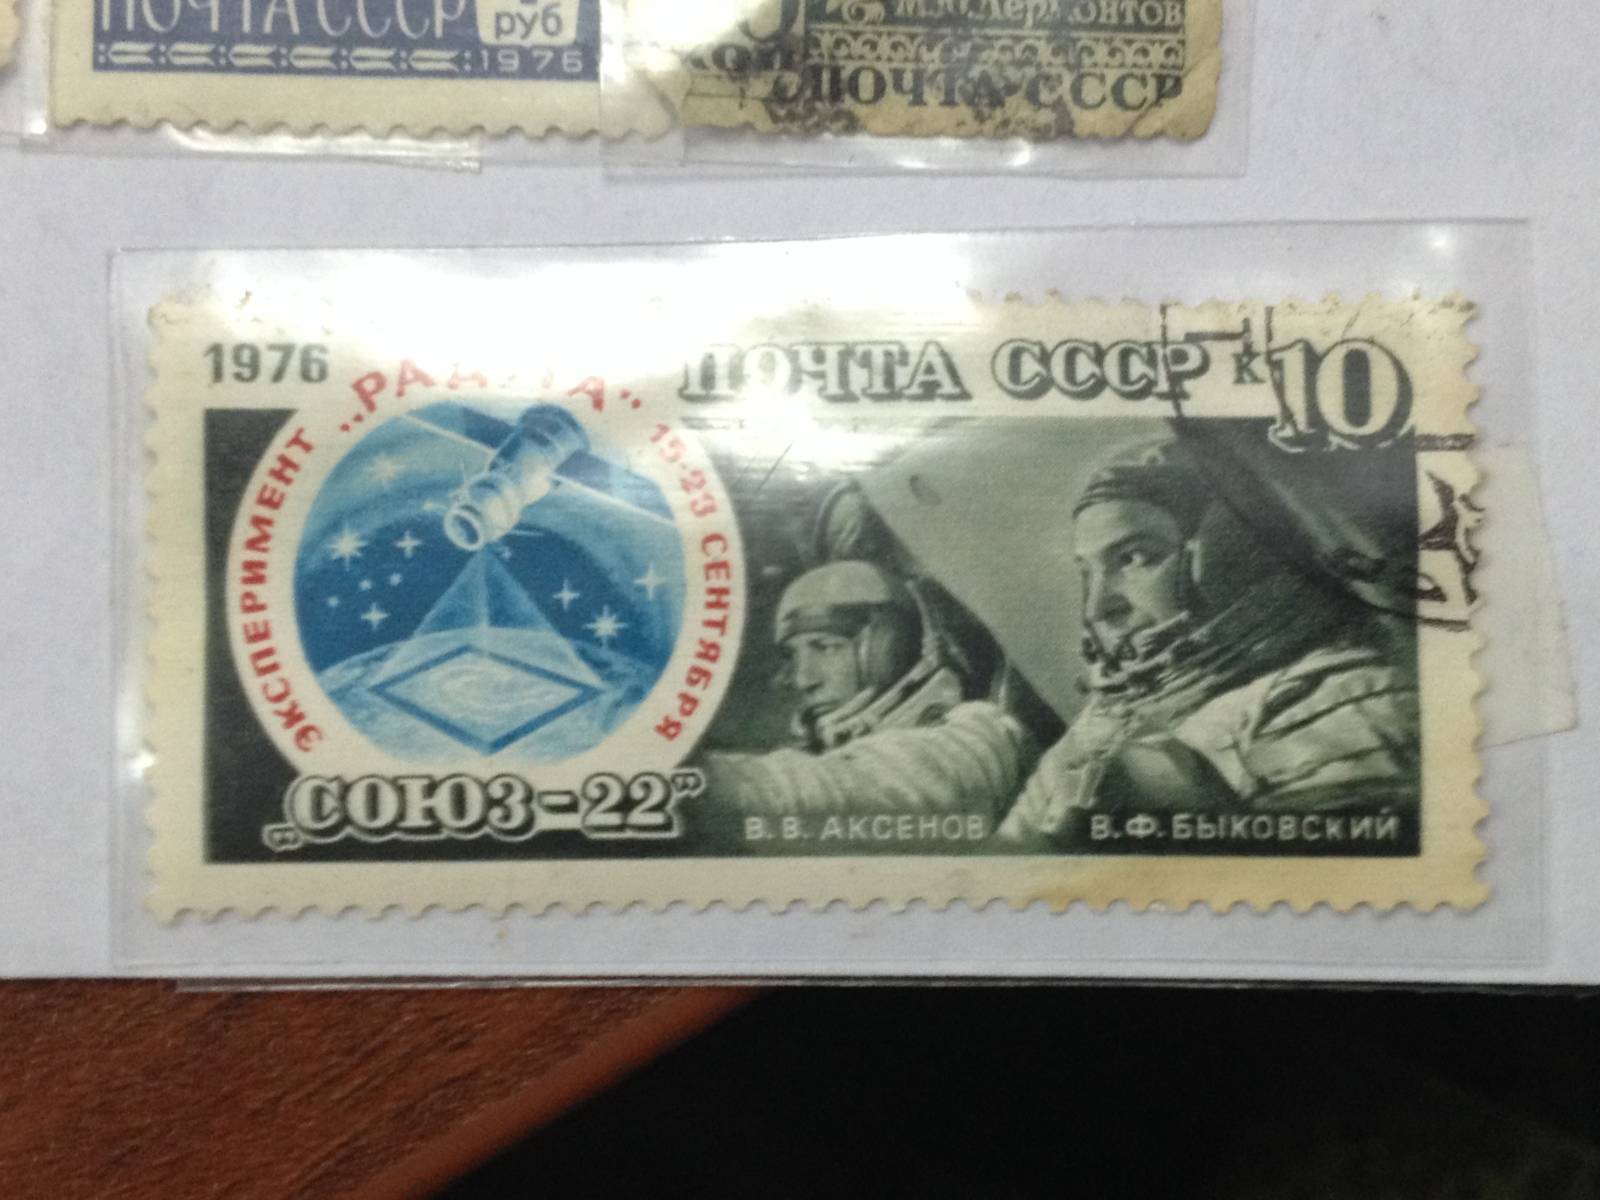 ПОЧТА СССР
руб
1976
ПОЧТА СССР
1976
ЭКСПЕРИМЕНТ
15-23 СЕНТЯБРЯ
ПОЧТА СССР К 10
„СОЮЗ-22”
В. В. АКСЕНОВ
В. Ф. БЫКОВСКИЙ